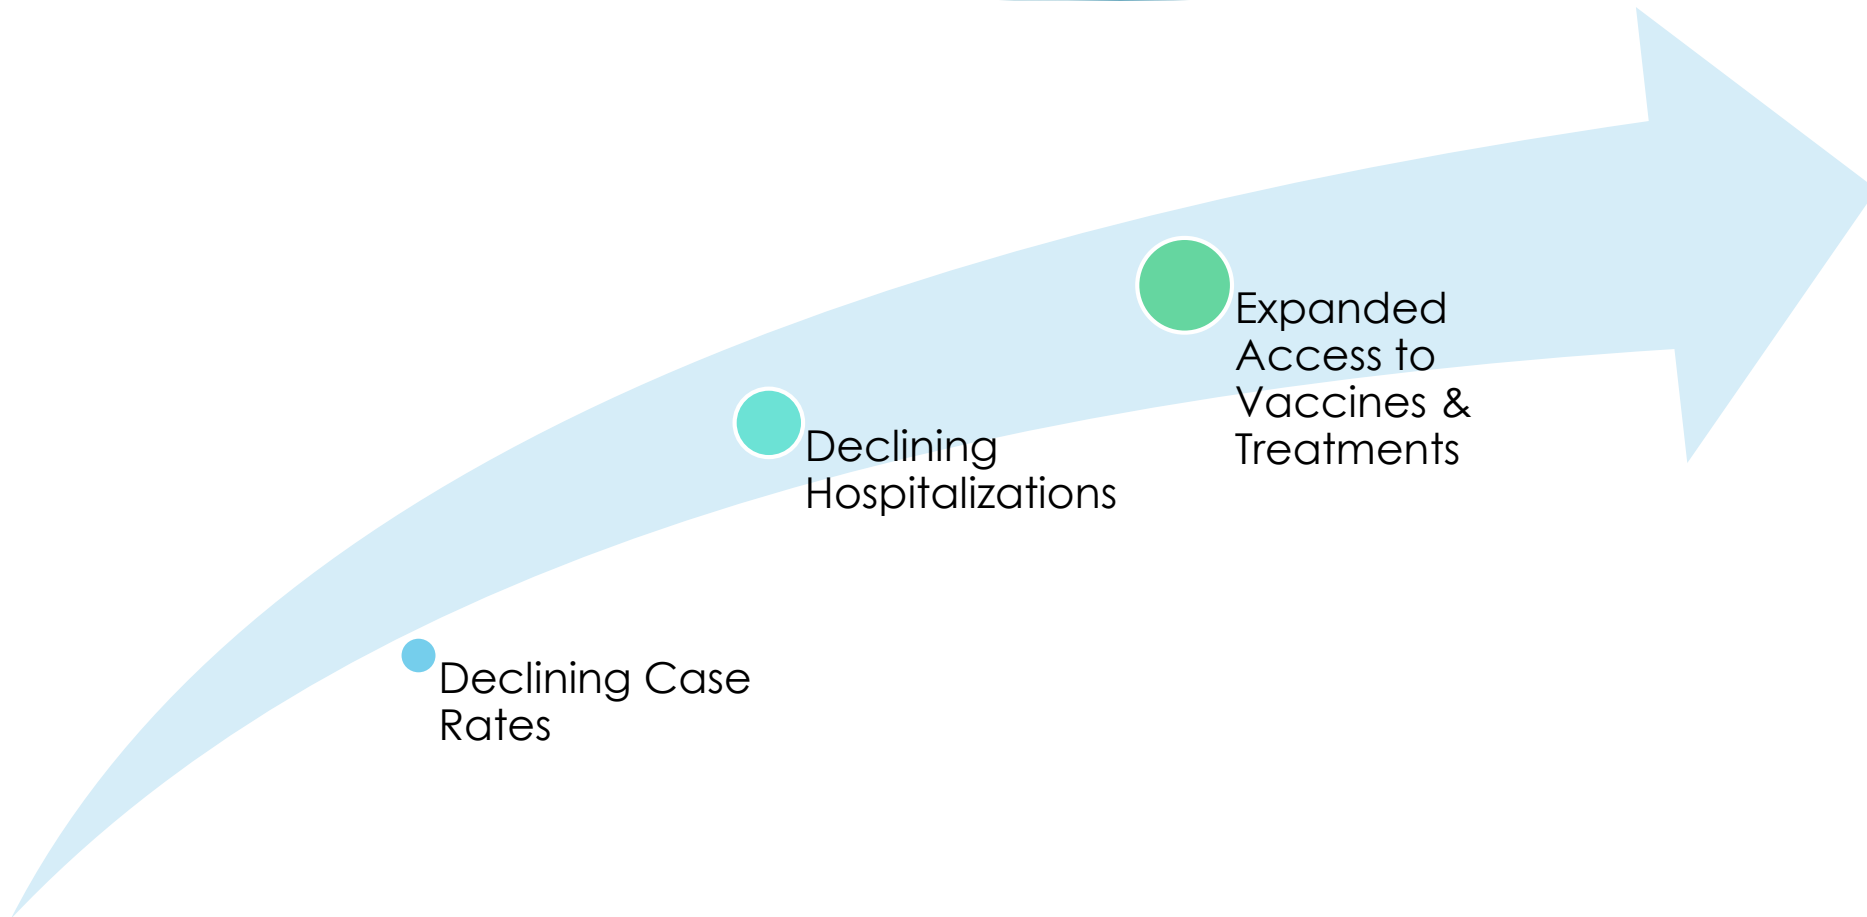 Expanded
Access to
Vaccines &
Treatments
Declining
Hospitalizations
Declining Case
Rates